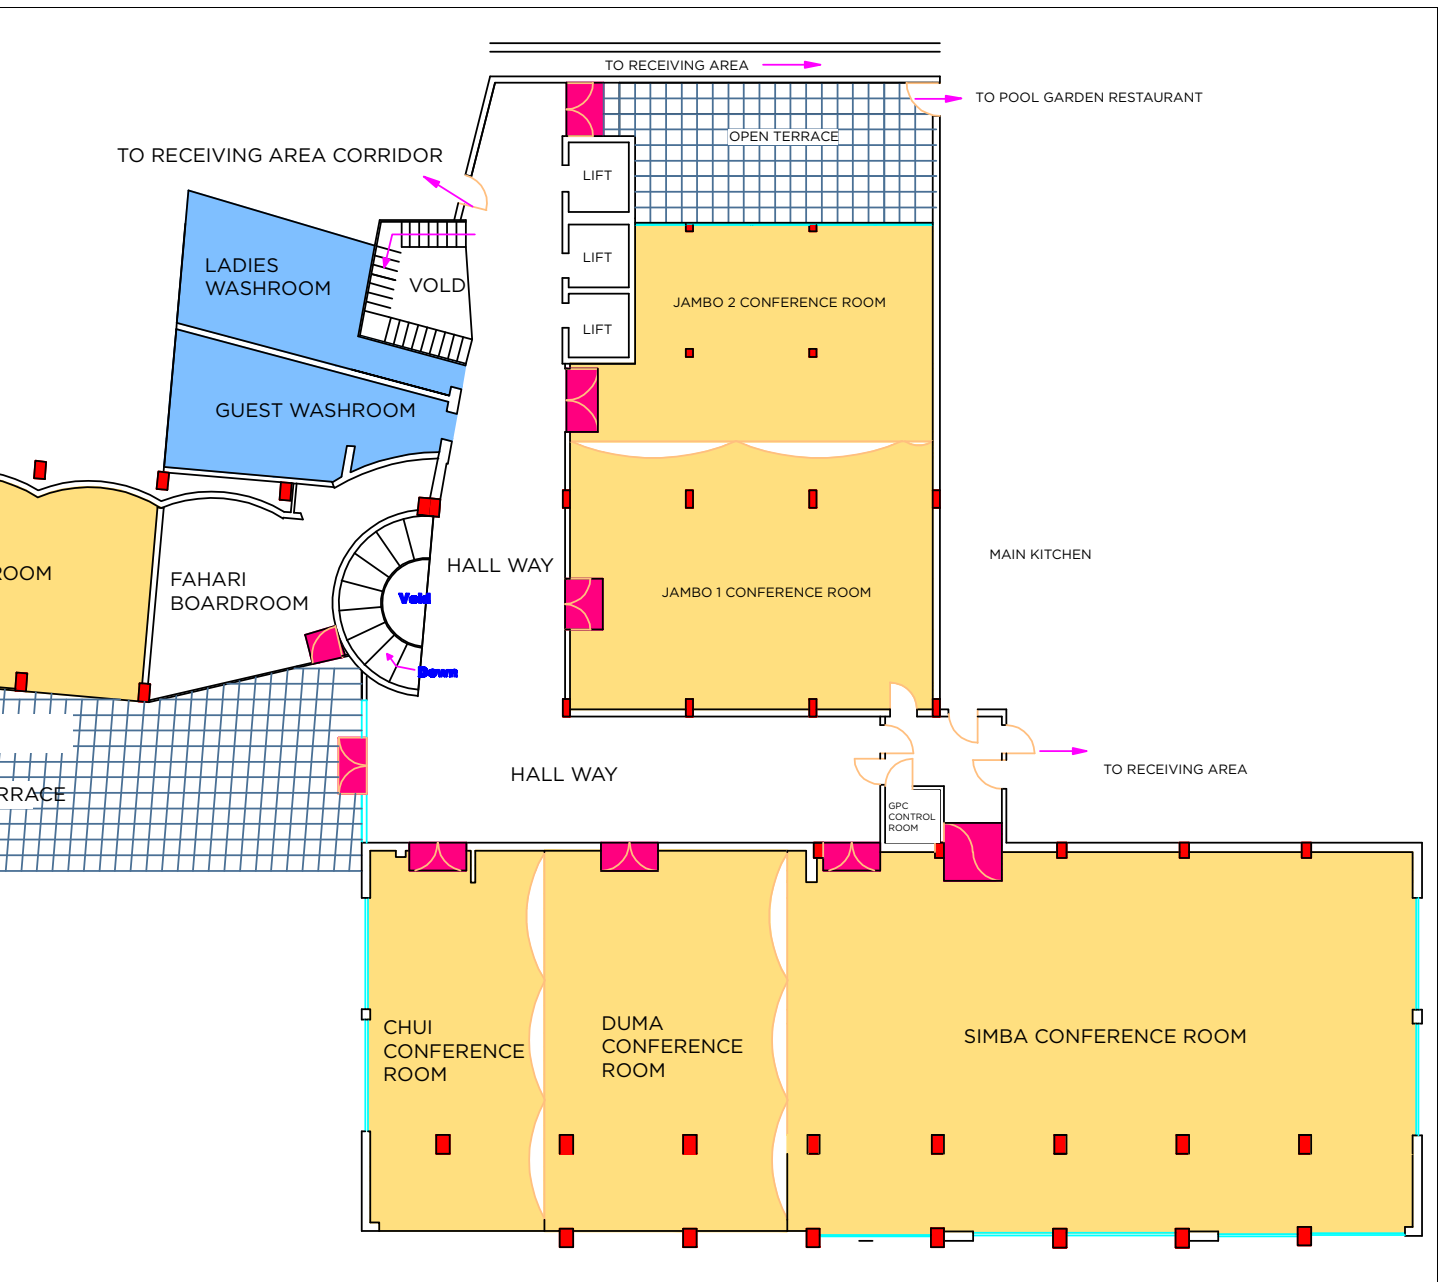 TO RECEIVING AREA
TO POOL GARDEN RESTAURANT
OPEN TERRACE
TO RECEIVING AREA CORRIDOR
LIFT
LADIES
WASHROOM
VOLD
LIFT
JAMBO 2 CONFERENCE ROOM
LIFT
GUEST WASHROOM
MAIN KITCHEN
HALL WAY
ROOM
FAHARI
BOARDROOM
Void
JAMBO 1 CONFERENCE ROOM
Down
HALL WAY
TO RECEIVING AREA
RRACE
GPC
CONTROL
ROOM
CHUI
CONFERENCE
ROOM
DUMA
CONFERENCE
ROOM
SIMBA CONFERENCE ROOM